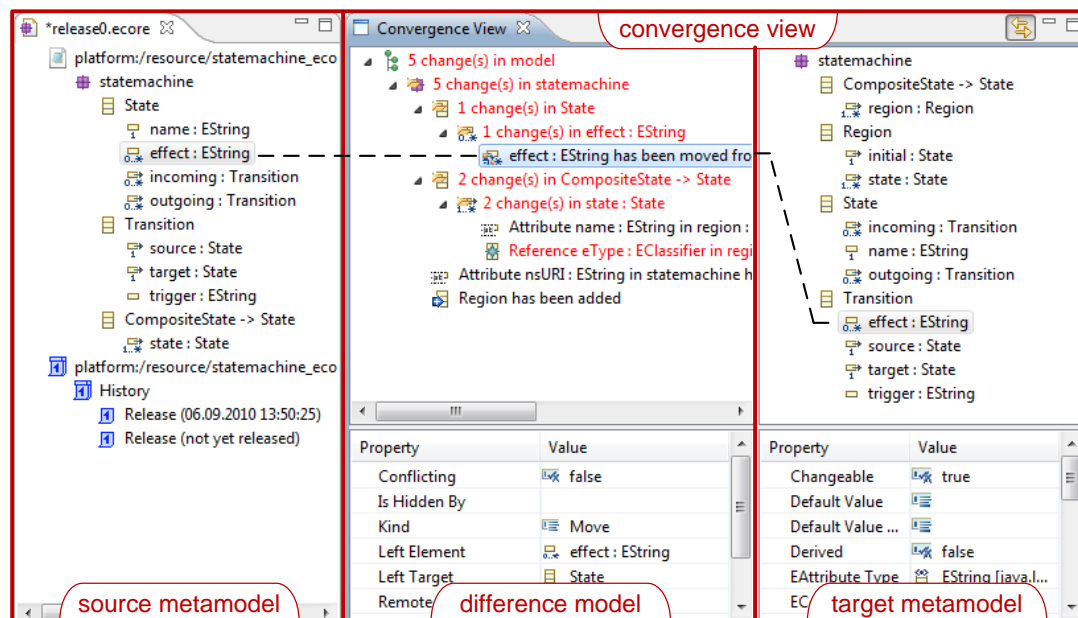 *release0.ecore
platform:/resource/statemachine_eco
statemachine
State
name : EString
effect : EString
incoming : Transition
outgoing : Transition
Transition
source : State
target : State
trigger : EString
CompositeState -> State
state : State
platform:/resource/statemachine_eco
History
Release (06.09.2010 13:50:25)
Release (not yet released)
source metamodel
Convergence View
convergence view
5 change(s) in model
5 change(s) in statemachine
1 change(s) in State
1 change(s) in effect : EString
effect : EString has been moved fro
2 change(s) in CompositeState -> State
2 change(s) in state : State
Attribute name : EString in region :
Reference eType : EClassifier in regi
Attribute nsURI : EString in statemachine h
Region has been added
Property Value
Conflicting false
Is Hidden By
Kind Move
Left Element effect : EString
Left Target State
Remote
difference model
statemachine
CompositeState -> State
region : Region
Region
initial : State
state : State
State
incoming : Transition
name : EString
outgoing : Transition
Transition
effect : EString
source : State
target : State
trigger : EString
Property Value
Changeable true
Default Value
Default Value ...
Derived false
EAttribute Type EString [java.l...
EC
target metamodel